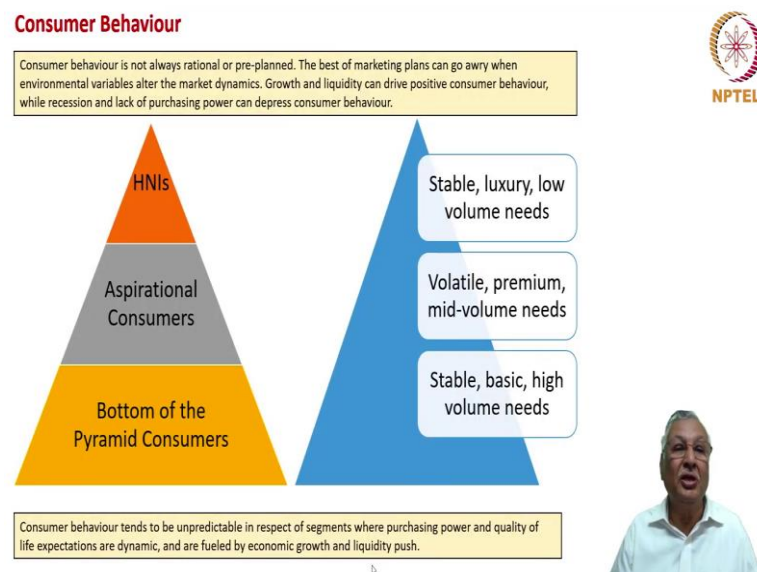 Consumer Behaviour
Consumer behaviour is not always rational or pre-planned. The best of marketing plans can go awry when
environmental variables alter the market dynamics. Growth and liquidity can drive positive consumer behaviour,
while recession and lack of purchasing power can depress consumer behaviour.
NPTEL
HNIs
Aspirational
Consumers
Bottom of the
Pyramid Consumers
Stable, luxury, low
volume needs
Volatile, premium,
mid-volume needs
Stable, basic, high
volume needs
Consumer behaviour tends to be unpredictable in respect of segments where purchasing power and quality of
life expectations are dynamic, and are fueled by economic growth and liquidity push.